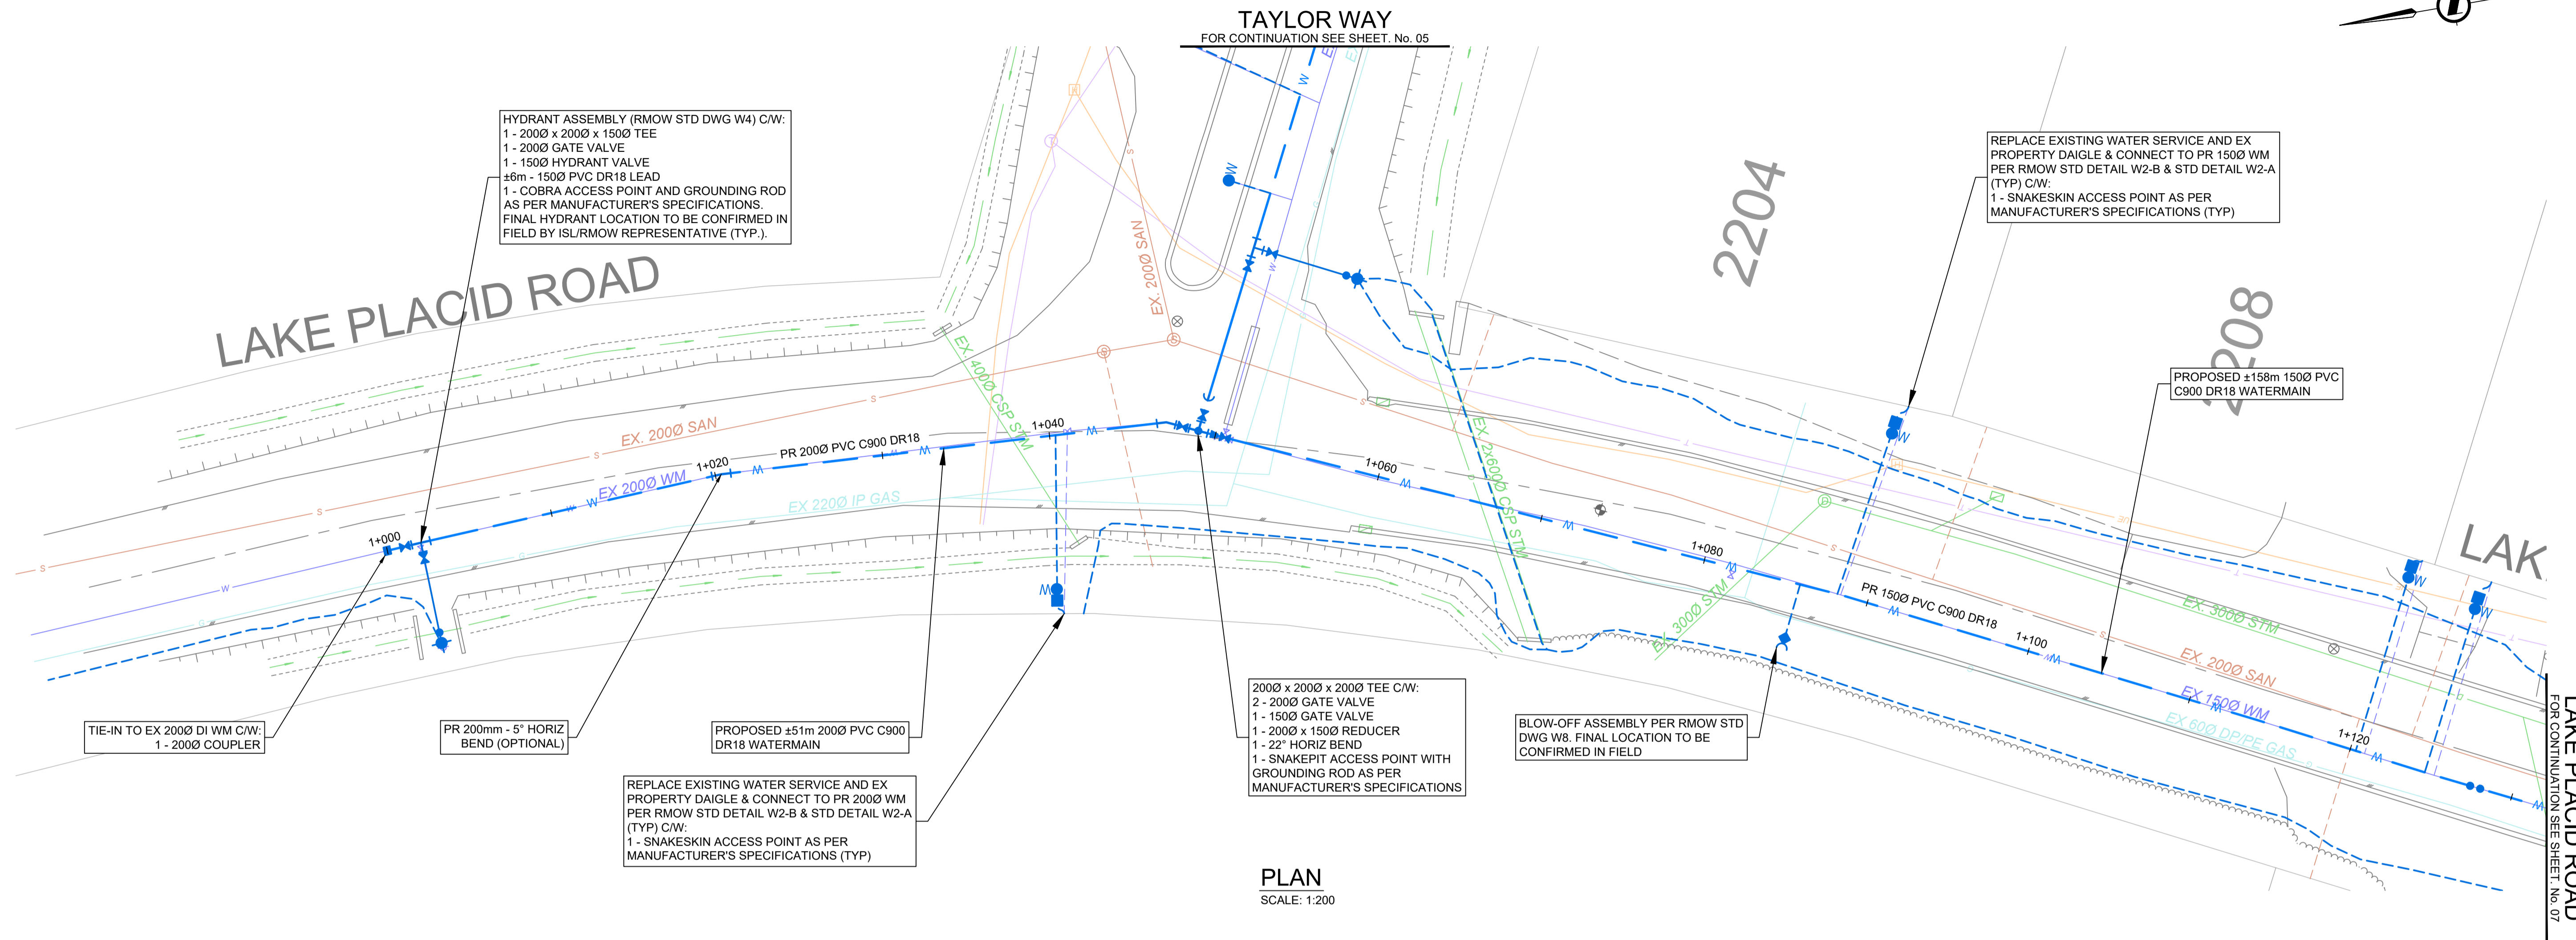 TAYLOR WAY
FOR CONTINUATION SEE SHEET. No. 05
HYDRANT ASSEMBLY (RMOW STD DWG W4) C/W:
1 - 200Ø x 200Ø x 150Ø TEE
1 - 200Ø GATE VALVE
1 - 150Ø HYDRANT VALVE
±6m - 150Ø PVC DR18 LEAD
1 - COBRA ACCESS POINT AND GROUNDING ROD
AS PER MANUFACTURER'S SPECIFICATIONS.
FINAL HYDRANT LOCATION TO BE CONFIRMED IN
FIELD BY ISL/RMOW REPRESENTATIVE (TYP.).
REPLACE EXISTING WATER SERVICE AND EX
PROPERTY DAIGLE & CONNECT TO PR 150Ø WM
PER RMOW STD DETAIL W2-B & STD DETAIL W2-A
(TYP) C/W:
1 - SNAKESKIN ACCESS POINT AS PER
MANUFACTURER'S SPECIFICATIONS (TYP)
2204
2208
LAKE PLACID ROAD
EX. 200Ø SAN
EX. 400Ø CSP STM
PROPOSED ±158m 150Ø PVC
C900 DR18 WATERMAIN
EX. 200Ø SAN
1+040
PR 200Ø PVC C900 DR18
1+020
EX 200Ø WM
EX 220Ø IP GAS
1+000
1+060
EX. 2x600Ø CSP STM
1+080
PR 150Ø PVC C900 DR18
1+100
EX. 300Ø STM
EX. 300Ø STM
EX. 200Ø SAN
EX 150Ø WM
EX 60Ø DP/PE GAS
1+120
LAK
TIE-IN TO EX 200Ø DI WM C/W:
1 - 200Ø COUPLER
PR 200mm - 5° HORIZ
BEND (OPTIONAL)
PROPOSED ±51m 200Ø PVC C900
DR18 WATERMAIN
200Ø x 200Ø x 200Ø TEE C/W:
2 - 200Ø GATE VALVE
1 - 150Ø GATE VALVE
1 - 200Ø x 150Ø REDUCER
1 - 22° HORIZ BEND
1 - SNAKEPIT ACCESS POINT WITH
GROUNDING ROD AS PER
MANUFACTURER'S SPECIFICATIONS
BLOW-OFF ASSEMBLY PER RMOW STD
DWG W8. FINAL LOCATION TO BE
CONFIRMED IN FIELD
REPLACE EXISTING WATER SERVICE AND EX
PROPERTY DAIGLE & CONNECT TO PR 200Ø WM
PER RMOW STD DETAIL W2-B & STD DETAIL W2-A
(TYP) C/W:
1 - SNAKESKIN ACCESS POINT AS PER
MANUFACTURER'S SPECIFICATIONS (TYP)
LAKE PLACID ROAD
FOR CONTINUATION SEE SHEET. No. 07
PLAN
SCALE: 1:200